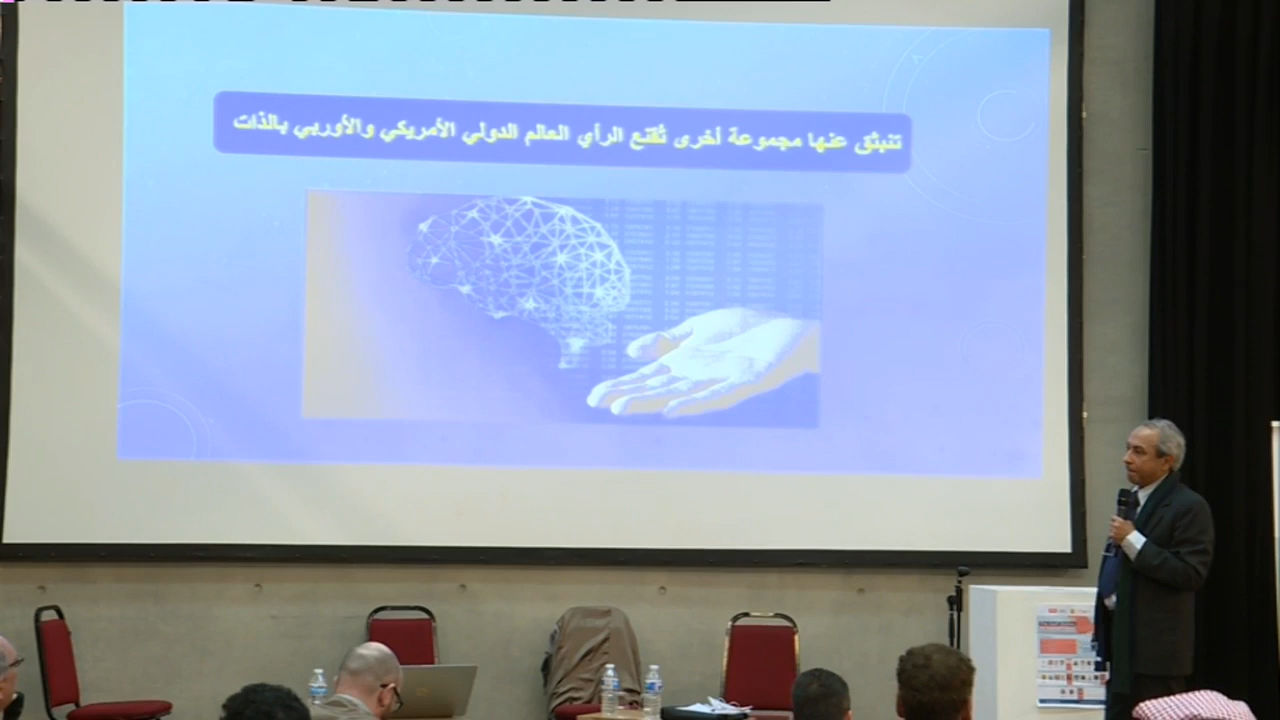 تنبثق عنها مجموعة أخرى تُقنع الرأي العالم الدولي الأمريكي والأوربي بالذات